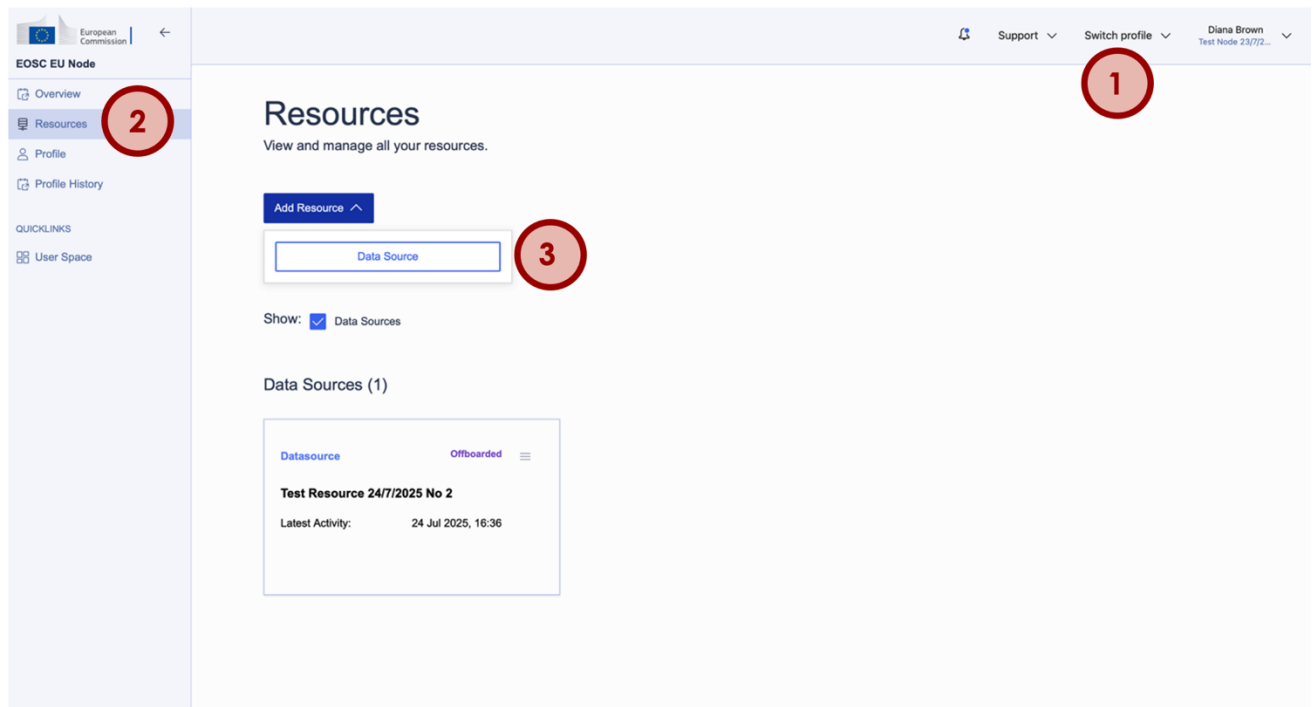 European
Commission
EOSC EU Node
Overview
Resources
Profile
Profile History
QUICKLINKS
User Space
Support
Switch profile
Diana Brown
Test Node 23/7/2...
1
2
Resources
View and manage all your resources.
Add Resource
Data Source
3
Show: Data Sources
Data Sources (1)
Datasource Offboarded
Test Resource 24/7/2025 No 2
Latest Activity: 24 Jul 2025, 16:36